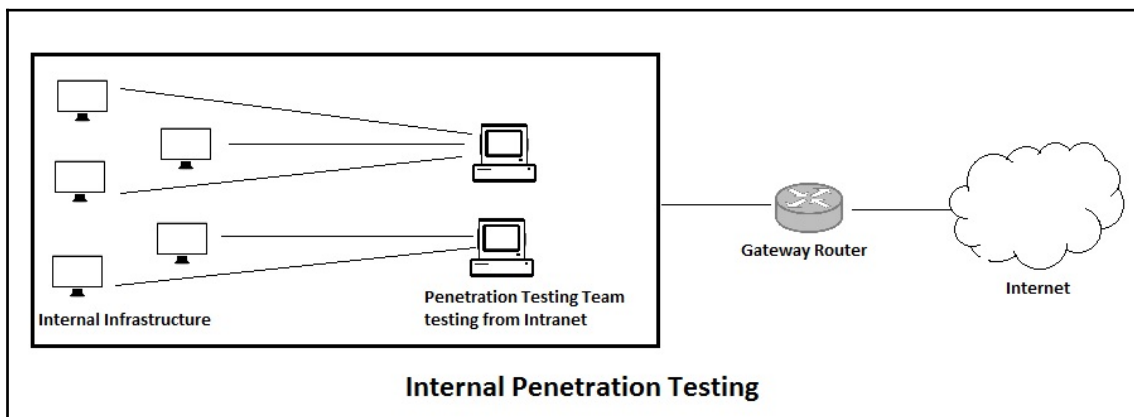 Internal Infrastructure
Penetration Testing Team
testing from Intranet
Gateway Router
Internet
Internal Penetration Testing